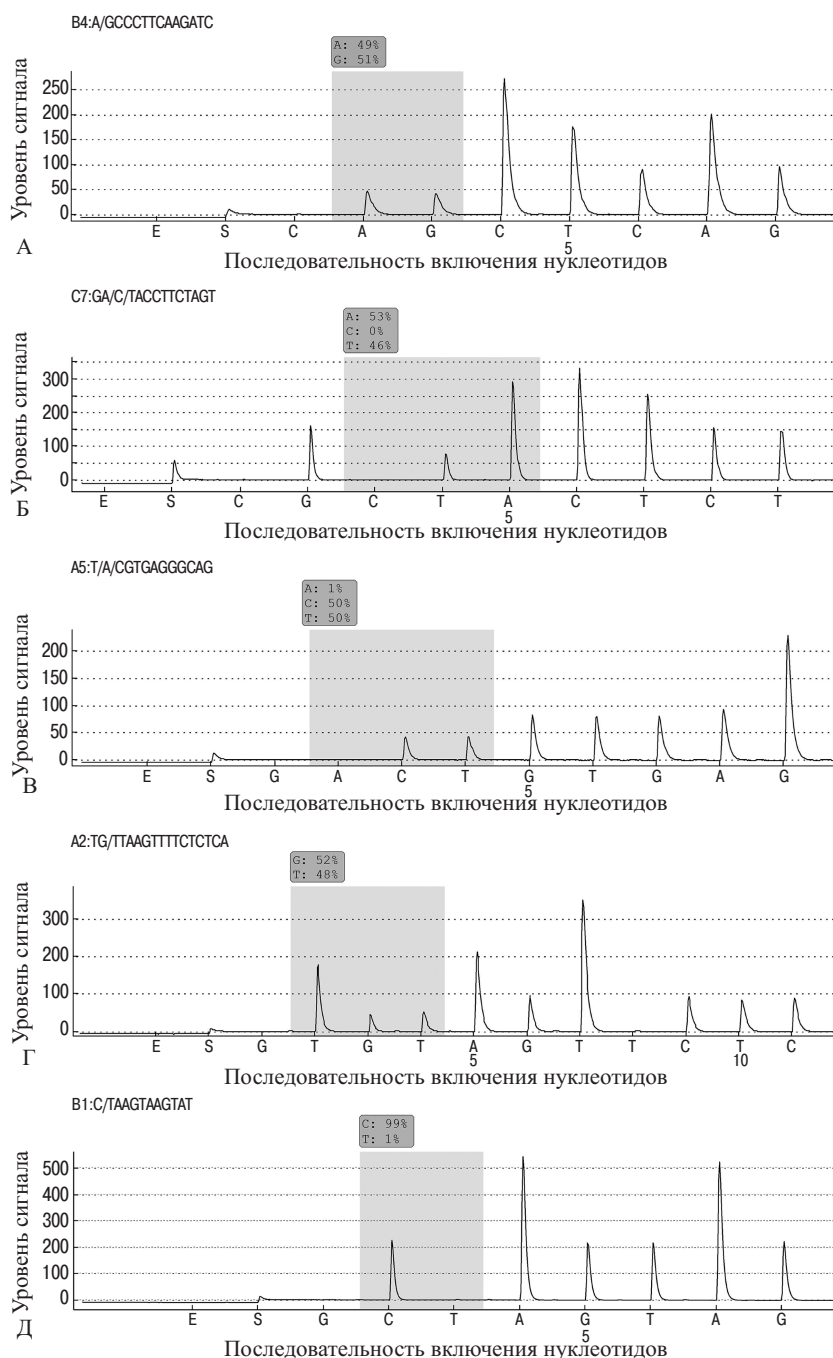 B4:A/GCCCTTCAAGATC
A: 49%
G: 51%
Уровень сигнала
250
200
150
100
50
0
E S C A G C T C A G
5
А
Последовательность включения нуклеотидов
C7:GA/C/TACCTTCTAGT
A: 53%
C: 0%
T: 46%
Уровень сигнала
300
200
100
0
E S C G C T A C T C T
5
Б
Последовательность включения нуклеотидов
A5:T/A/CGTGAGGGCAG
A: 1%
C: 50%
T: 50%
Уровень сигнала
200
150
100
50
0
E S G A C T G T G A G
5
В
Последовательность включения нуклеотидов
A2:TG/TTAAGTTTTCTCTCA
G: 52%
T: 48%
Уровень сигнала
300
200
100
0
E S G T G T A G T T C T C
5 10
Г
Последовательность включения нуклеотидов
B1:C/TAAGTAAGTAT
C: 99%
T: 1%
Уровень сигнала
500
400
300
200
100
0
E S G C T A G T A G
5
Д
Последовательность включения нуклеотидов